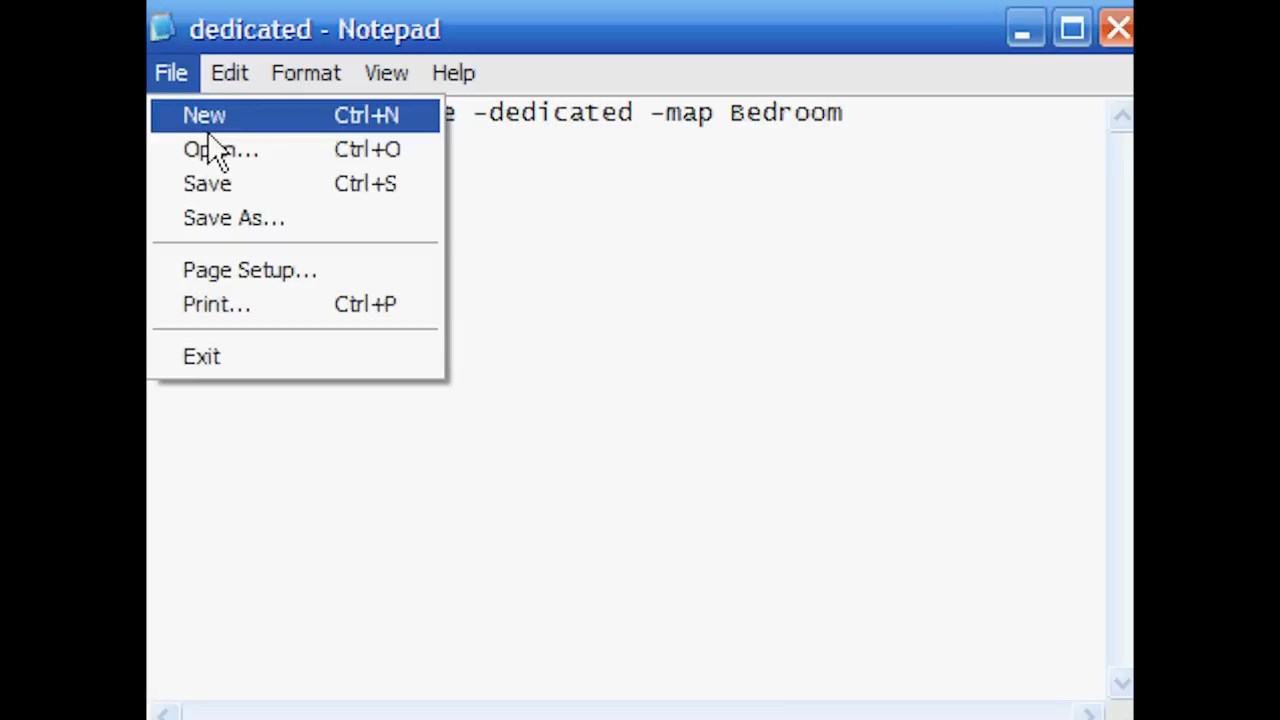 dedicated - Notepad
File Edit Format View Help
New Ctrl+N
e -dedicated -map Bedroom
Ctrl+O
Save Ctrl+S
Save As...
Page Setup...
Print... Ctrl+P
Exit